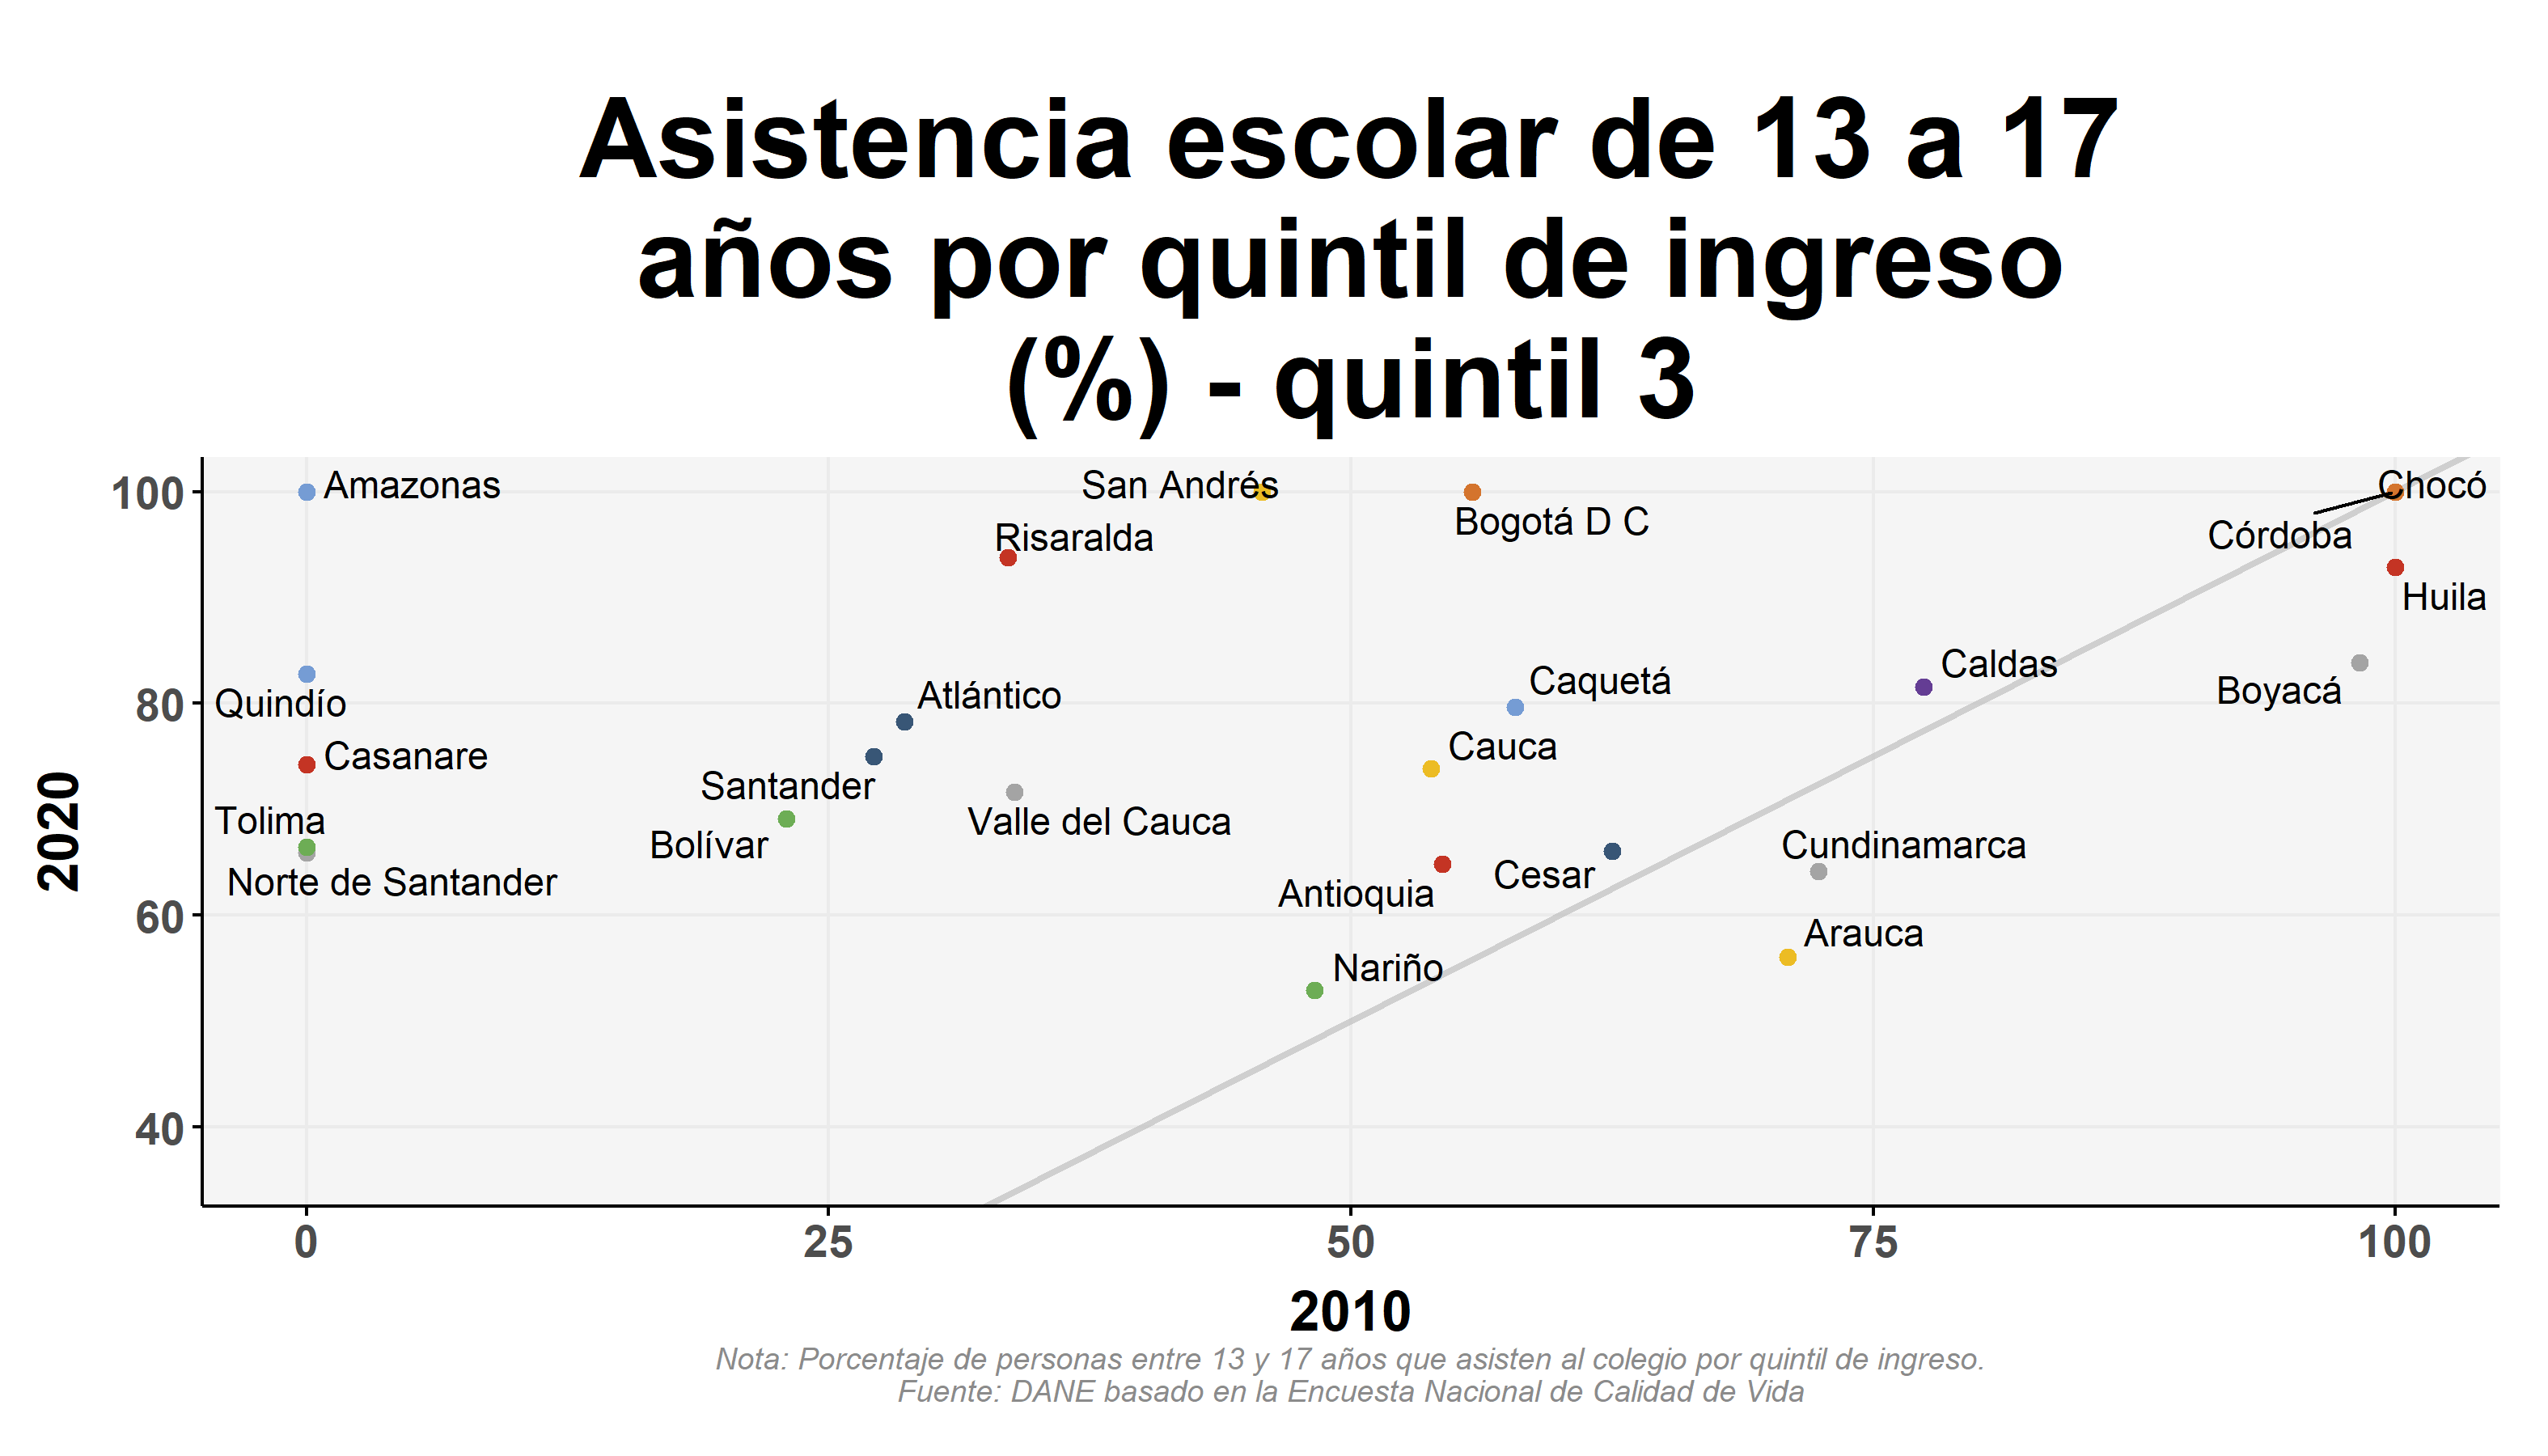 Asistencia escolar de 13 a 17
años por quintil de ingreso
(%) - quintil 3
2020
100
80
60
40
Amazonas
San Andrés
Bogotá D C
Chocó
Risaralda
Córdoba
Huila
Quindío
Atlántico
Caquetá
Caldas
Boyacá
Casanare
Santander
Cauca
Tolima
Bolívar
Valle del Cauca
Cundinamarca
Norte de Santander
Antioquia
Cesar
Arauca
Nariño
0
25
50
75
100
2010
Nota: Porcentaje de personas entre 13 y 17 años que asisten al colegio por quintil de ingreso.
Fuente: DANE basado en la Encuesta Nacional de Calidad de Vida